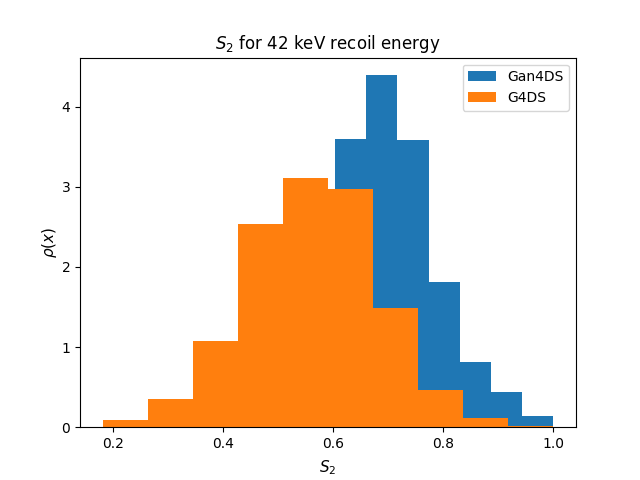 S₂ for 42 keV recoil energy
Gan4DS
G4DS
ρ(x)
4
3
2
1
0
0.2 0.4 0.6 0.8 1.0
S₂